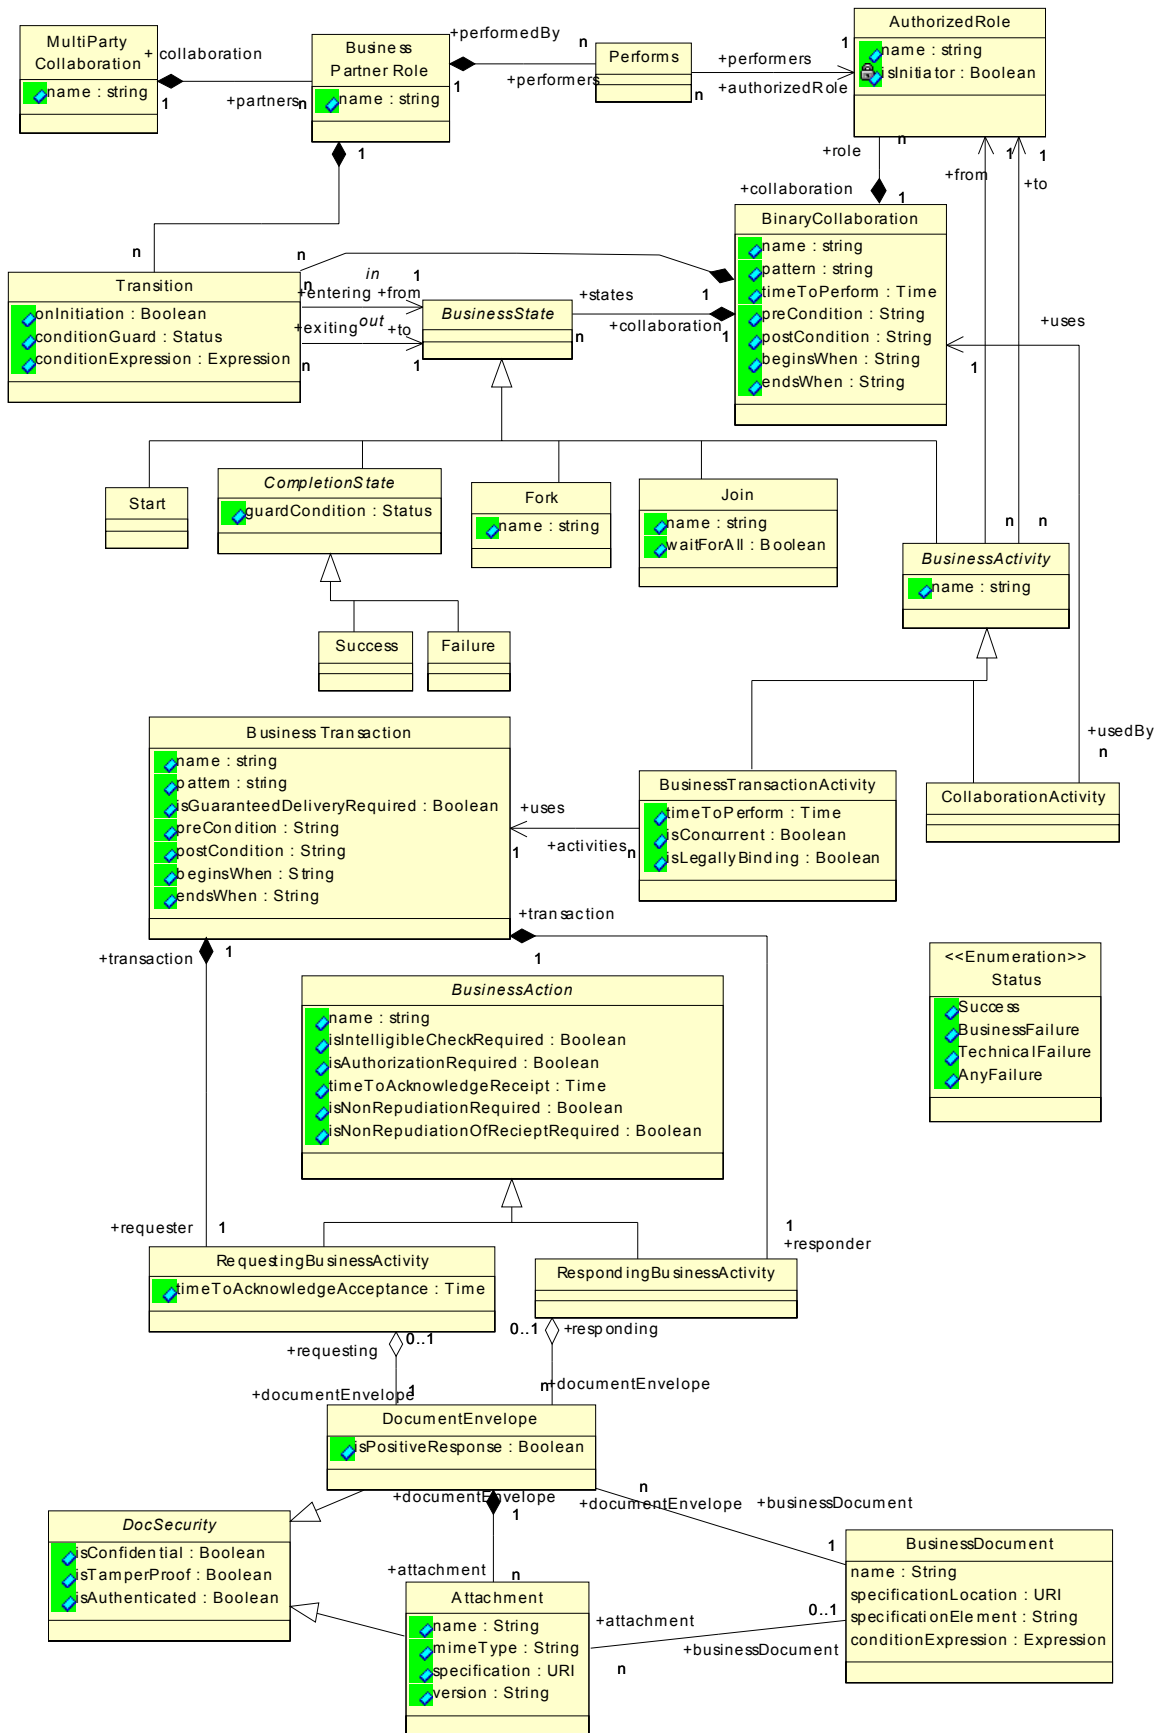 MultiParty
Collaboration
name : string
+ collaboration
1
+partners
n
Business
Partner Role
name : string
+performedBy
1
n
+performers
Performs
+performers
1
n
+authorizedRole
AuthorizedRole
name : string
isInitiator : Boolean
1
n
+role
+collaboration
1
+from
1
+to
1
n
n
Transition
onInitiation : Boolean
conditionGuard : Status
conditionExpression : Expression
n
1
in
n
+entering
+from
1
+exiting
out
+to
n
1
BusinessState
+states
n
+collaboration
1
BinaryCollaboration
name : string
pattern : string
timeToPerform : Time
preCondition : String
postCondition : String
beginsWhen : String
endsWhen : String
+uses
1
Start
CompletionState
guardCondition : Status
Fork
name : string
Join
name : string
waitForAll : Boolean
n
n
BusinessActivity
name : string
Success
Failure
Business Transaction
name : string
pattern : string
isGuaranteedDeliveryRequired : Boolean
preCondition : String
postCondition : String
beginsWhen : String
endsWhen : String
+uses
1
+activities
n
BusinessTransactionActivity
timeToPerform : Time
isConcurrent : Boolean
isLegallyBinding : Boolean
+usedBy
n
CollaborationActivity
+transaction
1
+transaction
1
BusinessAction
name : string
isIntelligibleCheckRequired : Boolean
isAuthorizationRequired : Boolean
timeToAcknowledgeReceipt : Time
isNonRepudiationRequired : Boolean
isNonRepudiationOfRecieptRequired : Boolean
<<Enumeration>>
Status
Success
BusinessFailure
TechnicalFailure
AnyFailure
+requester
1
1
+responder
RequestingBusinessActivity
timeToAcknowledgeAcceptance : Time
RespondingBusinessActivity
+requesting
0..1
0..1
+responding
+documentEnvelope
1
n
+documentEnvelope
DocumentEnvelope
isPositiveResponse : Boolean
+documentEnvelope
1
n
+documentEnvelope
+businessDocument
1
DocSecurity
isConfidential : Boolean
isTamperProof : Boolean
isAuthenticated : Boolean
+attachment
n
Attachment
name : String
mimeType : String
specification : URI
version : String
+attachment
n
0..1
+businessDocument
BusinessDocument
name : String
specificationLocation : URI
specificationElement : String
conditionExpression : Expression